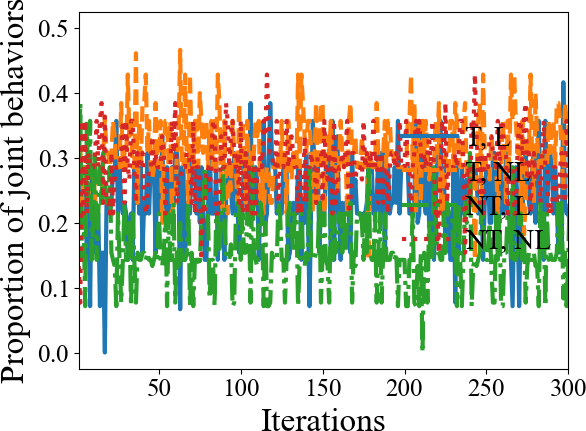 Proportion of joint behaviors
0.5
0.4
0.3
0.2
0.1
0.0
T, L
T, NL
NT, L
NT, NL
50
100
150
200
250
300
Iterations